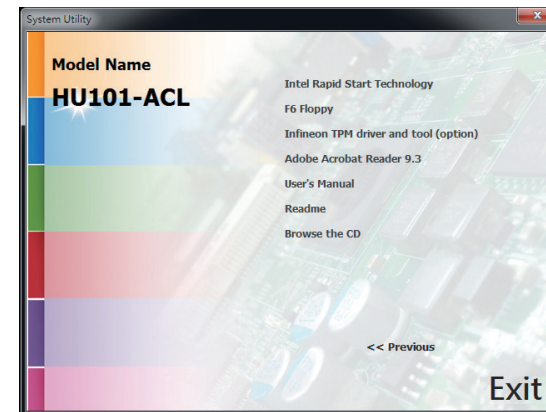 System Utility
Model Name
HU101-ACL
Intel Rapid Start Technology
F6 Floppy
Infineon TPM driver and tool (option)
Adobe Acrobat Reader 9.3
User's Manual
Readme
Browse the CD
<< Previous
Exit